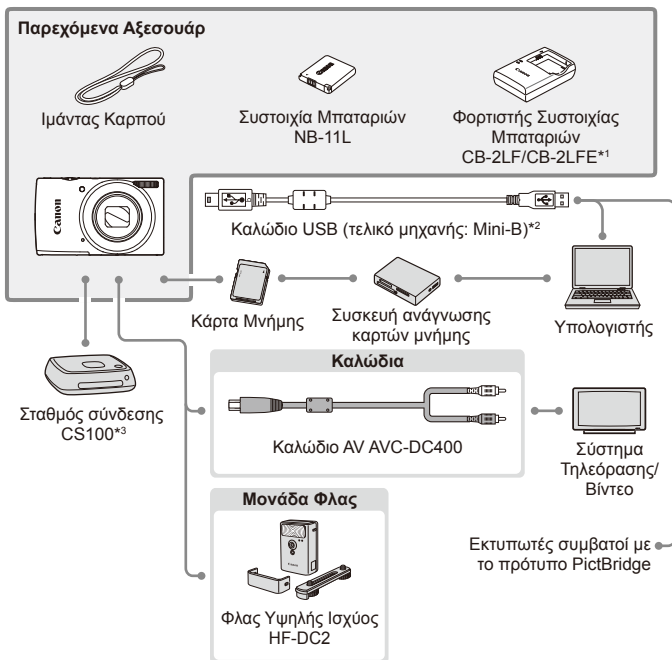 Παρεχόμενα Αξεσουάρ
Ιμάντας Καρπού
Συστοιχία Μπαταριών
NB-11L
Φορτιστής Συστοιχίας
Μπαταριών
CB-2LF/CB-2LFE*1
Canon
Καλώδιο USB (τελικό μηχανής: Mini-B)*2
Κάρτα Μνήμης
Συσκευή ανάγνωσης
καρτών μνήμης
Υπολογιστής
Σταθμός σύνδεσης
CS100*3
Καλώδια
Καλώδιο AV AVC-DC400
Σύστημα
Τηλεόρασης/
Βίντεο
Μονάδα Φλας
Φλας Υψηλής Ισχύος
HF-DC2
Εκτυπωτές συμβατοί με
το πρότυπο PictBridge